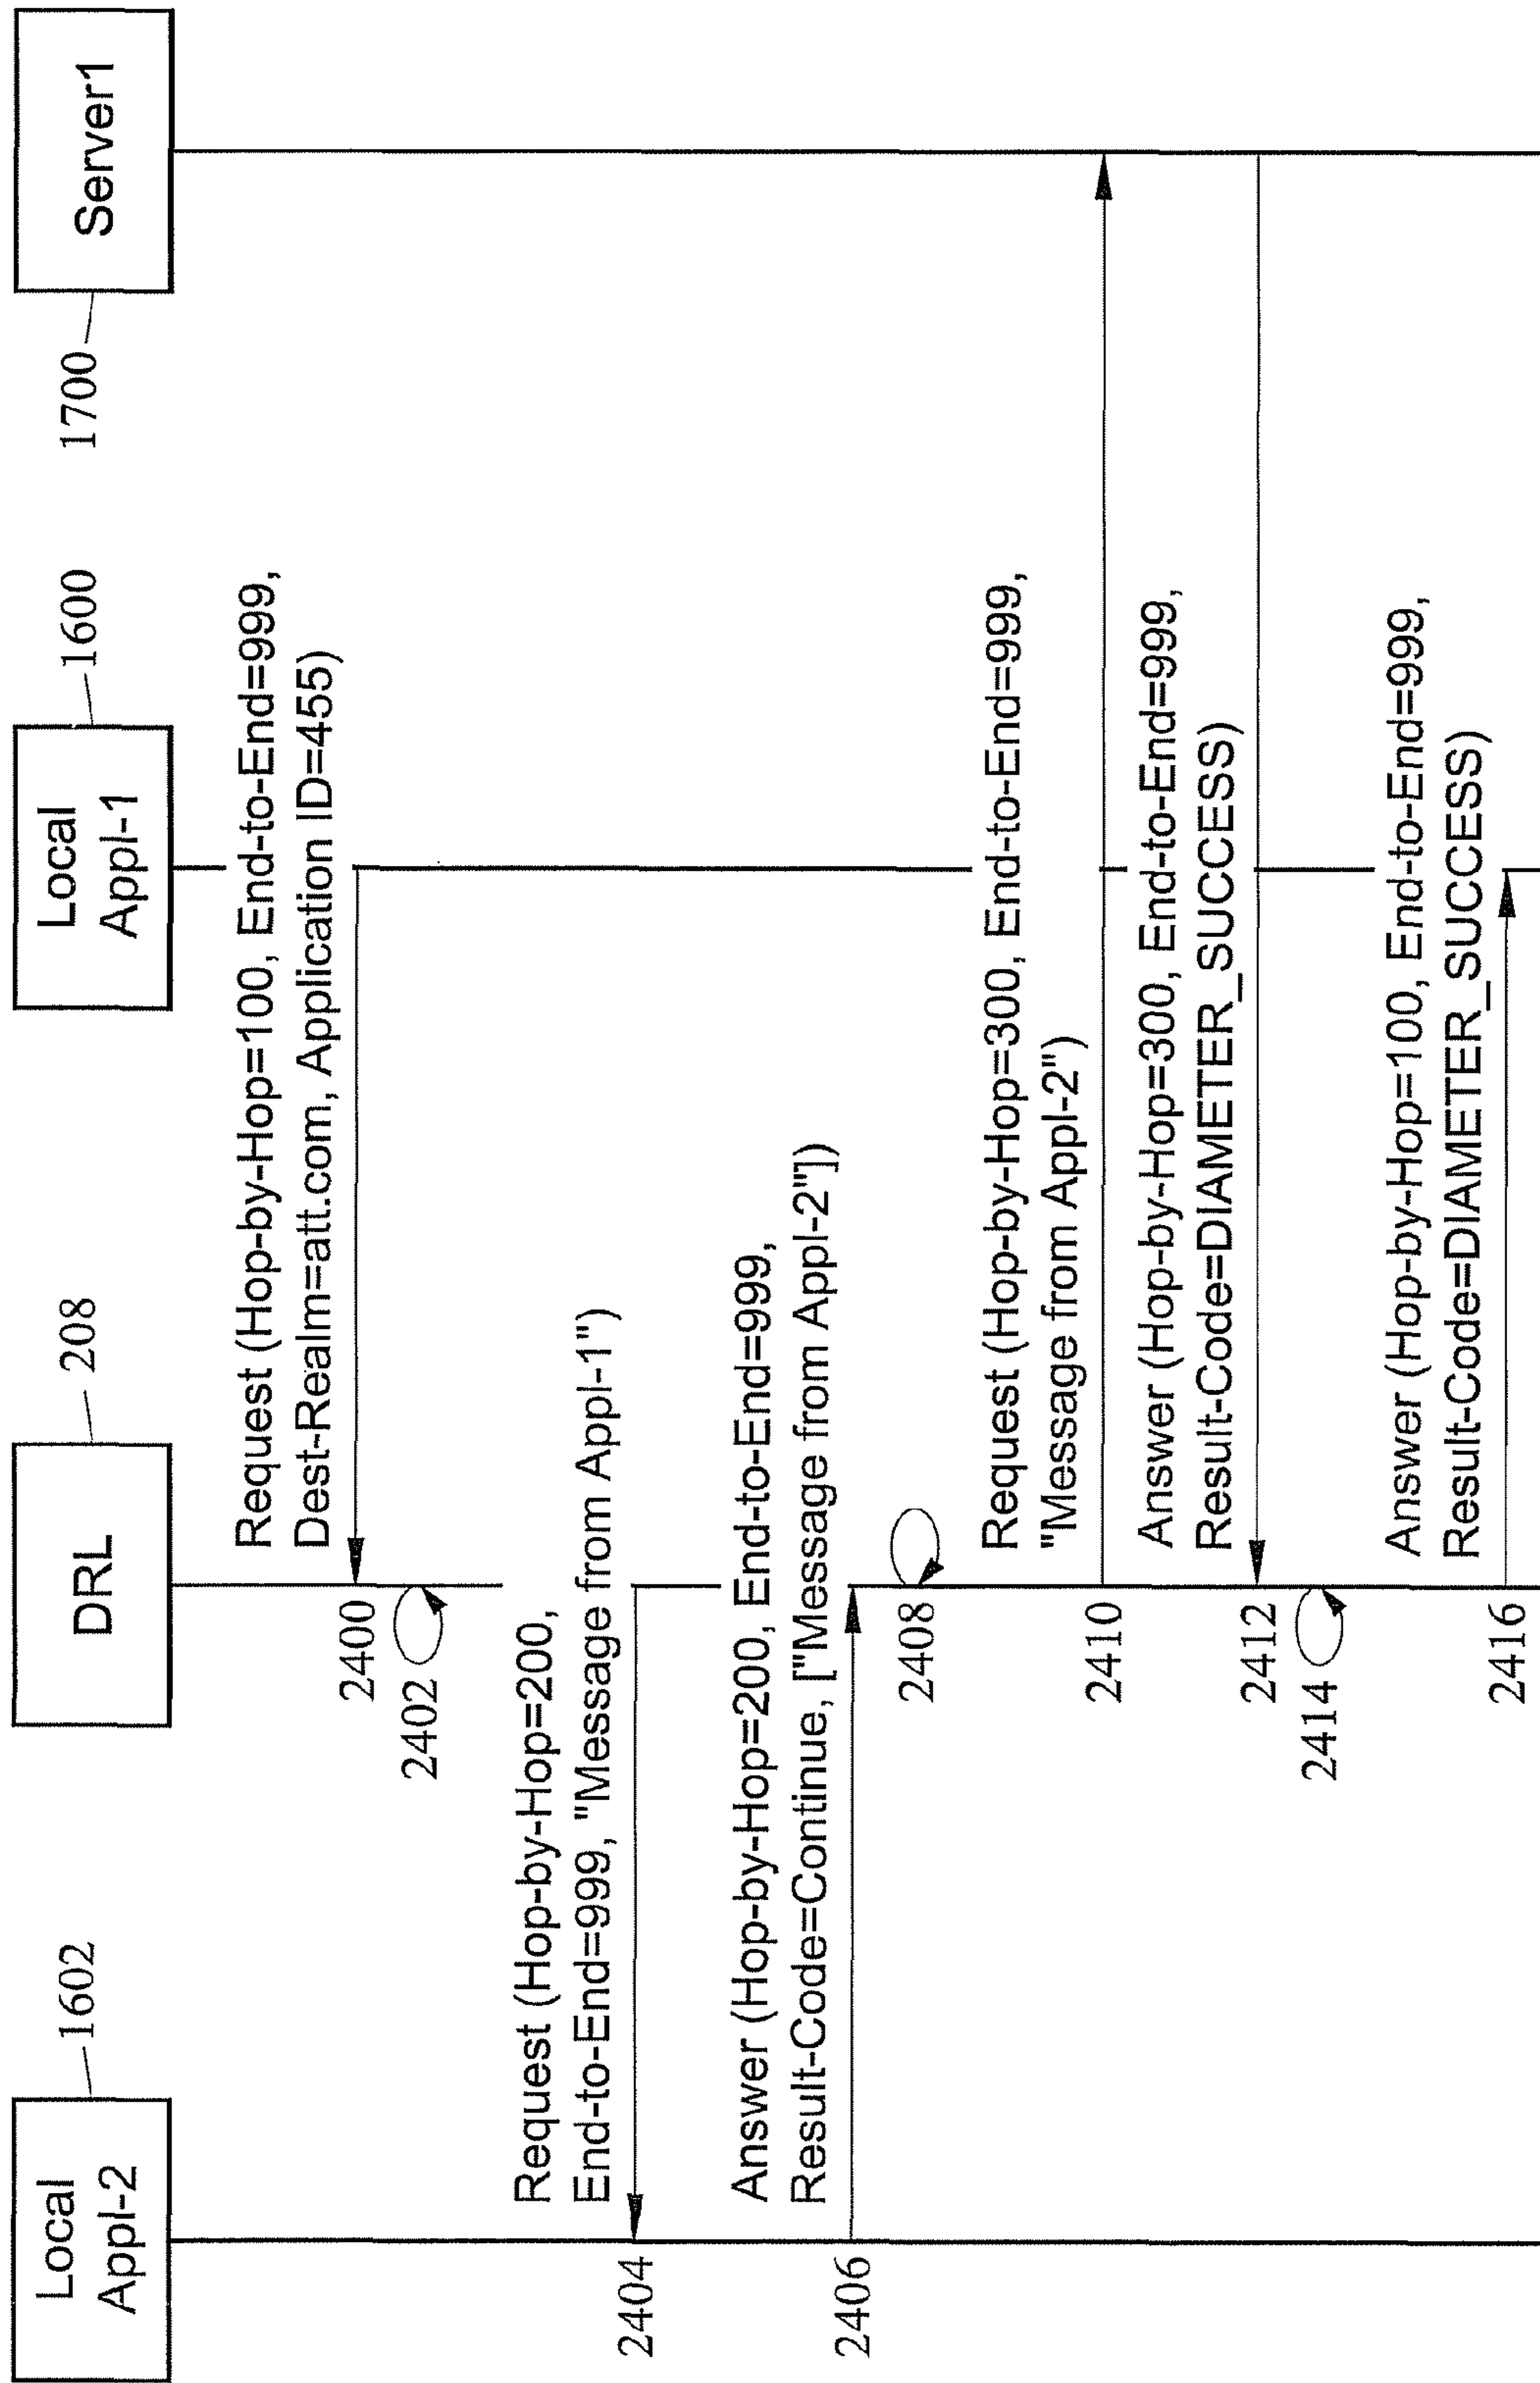 Local
Appl-2
1602
DRL
208
Local
Appl-1
1600
Server1
1700
Request (Hop-by-Hop=100, End-to-End=999,
Dest-Realm=att.com, Application ID=455)
2400
2402
Request (Hop-by-Hop=200,
End-to-End=999, "Message from Appl-1")
2404
Answer (Hop-by-Hop=200, End-to-End=999,
Result-Code=Continue, ["Message from Appl-2"])
2406
2408
Request (Hop-by-Hop=300, End-to-End=999,
"Message from Appl-2")
2410
Answer (Hop-by-Hop=300, End-to-End=999,
Result-Code=DIAMETER_SUCCESS)
2412
2414
Answer (Hop-by-Hop=100, End-to-End=999,
Result-Code=DIAMETER_SUCCESS)
2416